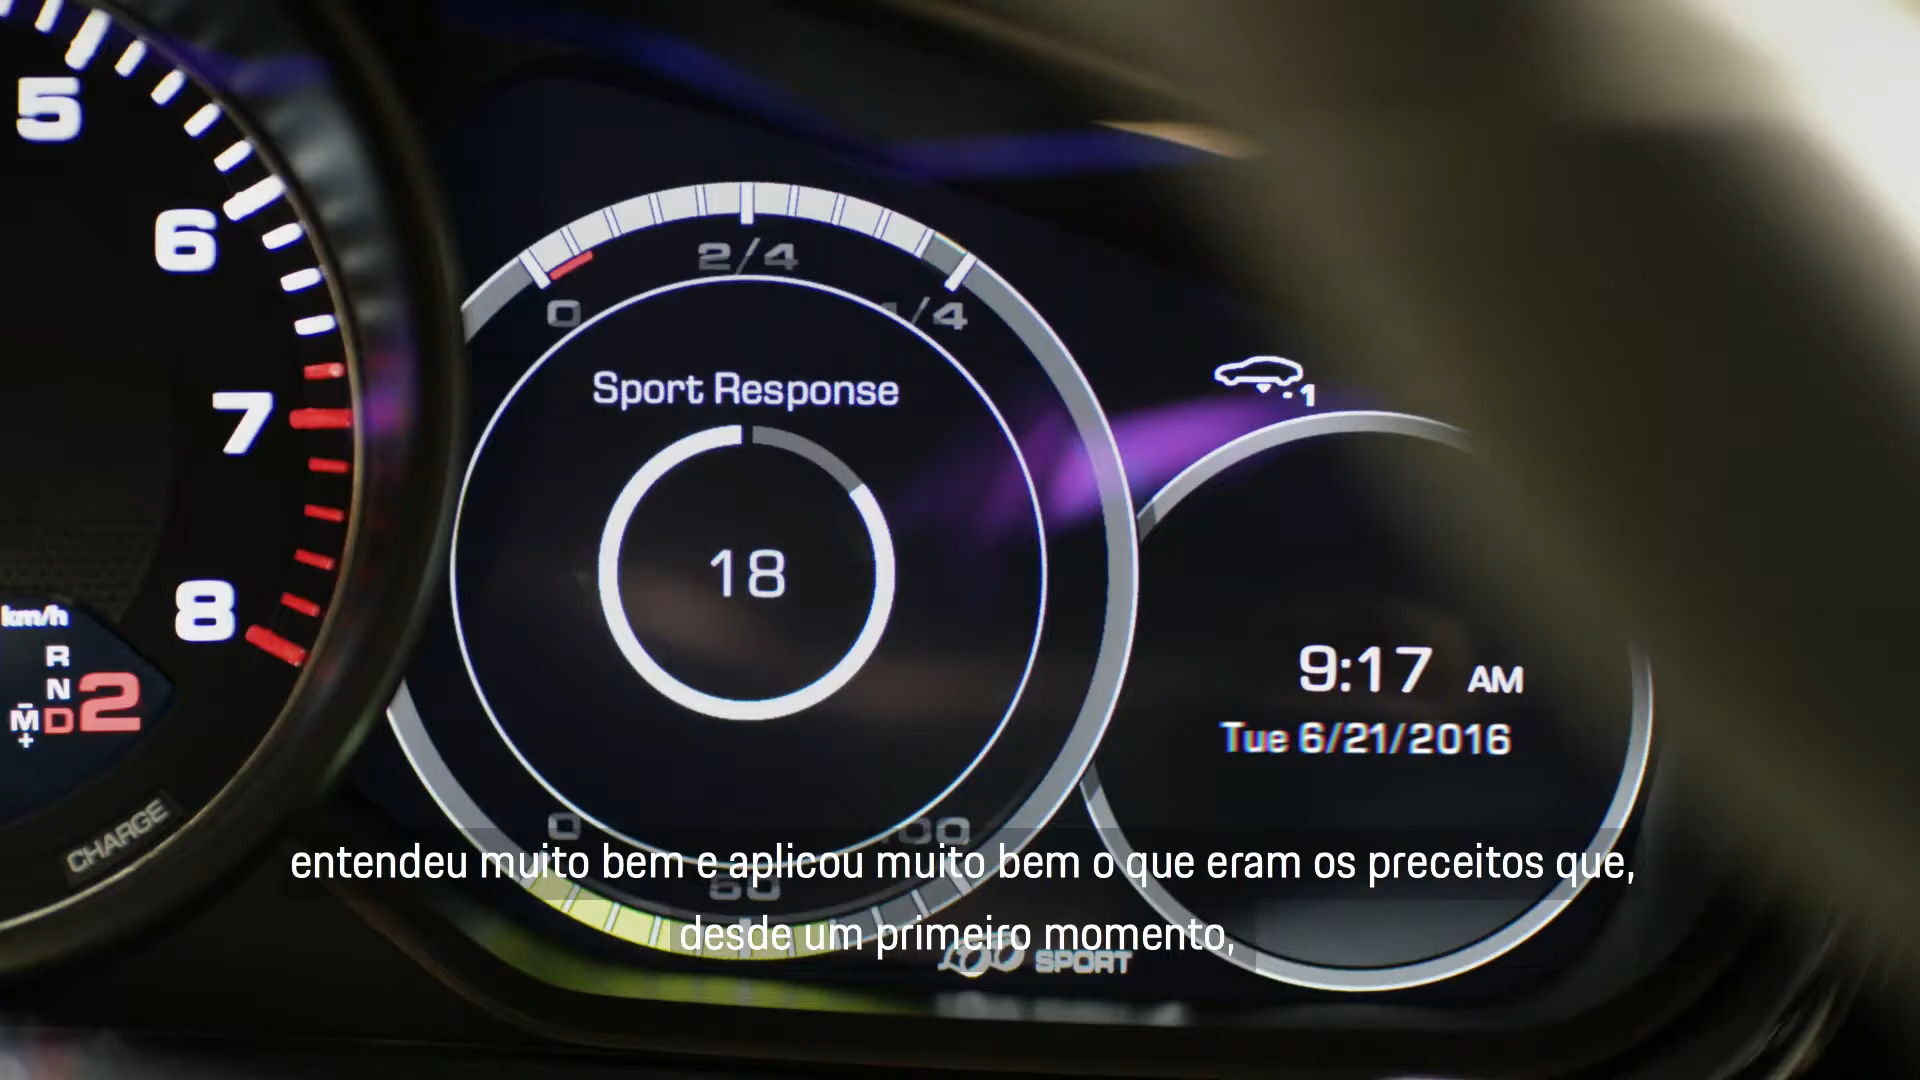 5
6
7
8
km/h
R
N
M D 2
+
CHARGE
2/4
0
/4
Sport Response
18
1
9:17 AM
Tue 6/21/2016
0
50
SPORT
entendeu muito bem e aplicou muito bem o que eram os preceitos que,
desde um primeiro momento,